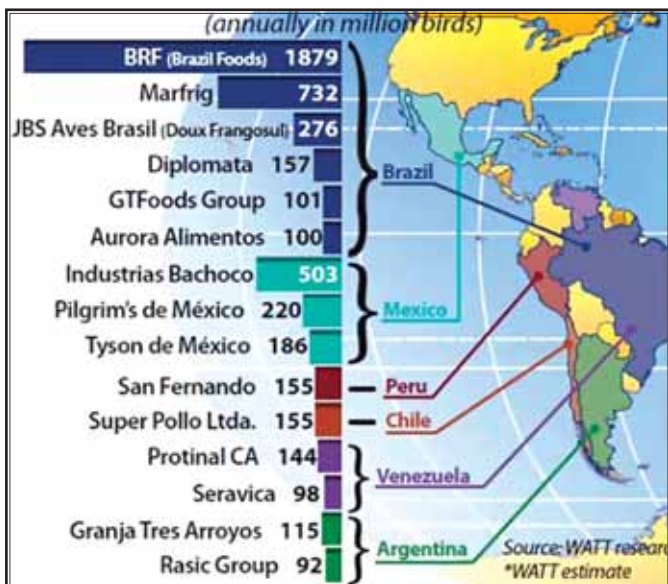 (annually in million birds)
BRF (Brazil Foods) 1879
Marfrig 732
JBS Aves Brasil (Doux Frangosul) 276
Diplomata 157
GTFoods Group 101
Aurora Alimentos 100
Brazil
Industrias Bachoco 503
Pilgrim's de México 220
Tyson de México 186
Mexico
San Fernando 155
Peru
Super Pollo Ltda. 155
Chile
Protinal CA 144
Seravica 98
Venezuela
Granja Tres Arroyos 115
Rasic Group 92
Argentina
Source: WATT researc
*WATT estimate